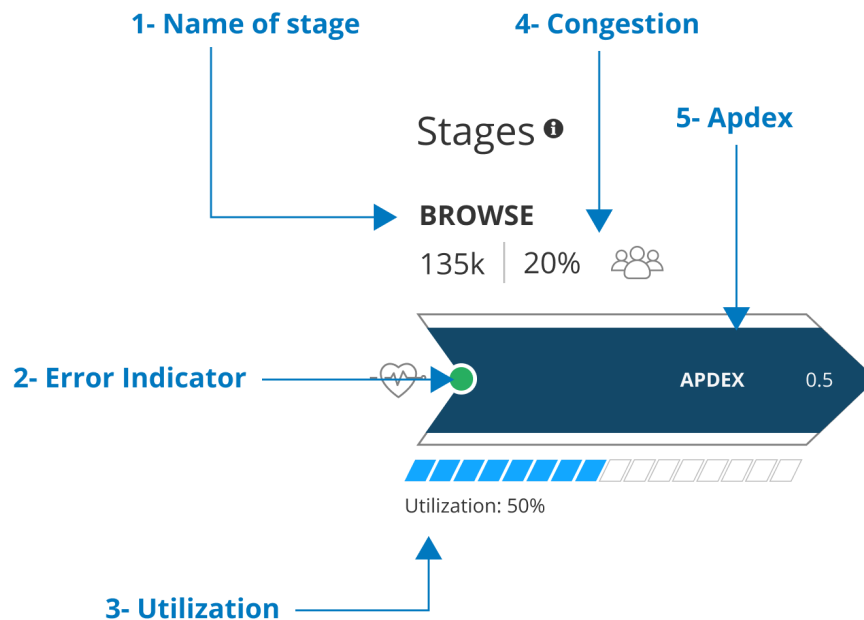 1- Name of stage
4- Congestion
5- Apdex
Stages
BROWSE
135k 20%
2- Error Indicator
APDEX 0.5
Utilization: 50%
3- Utilization